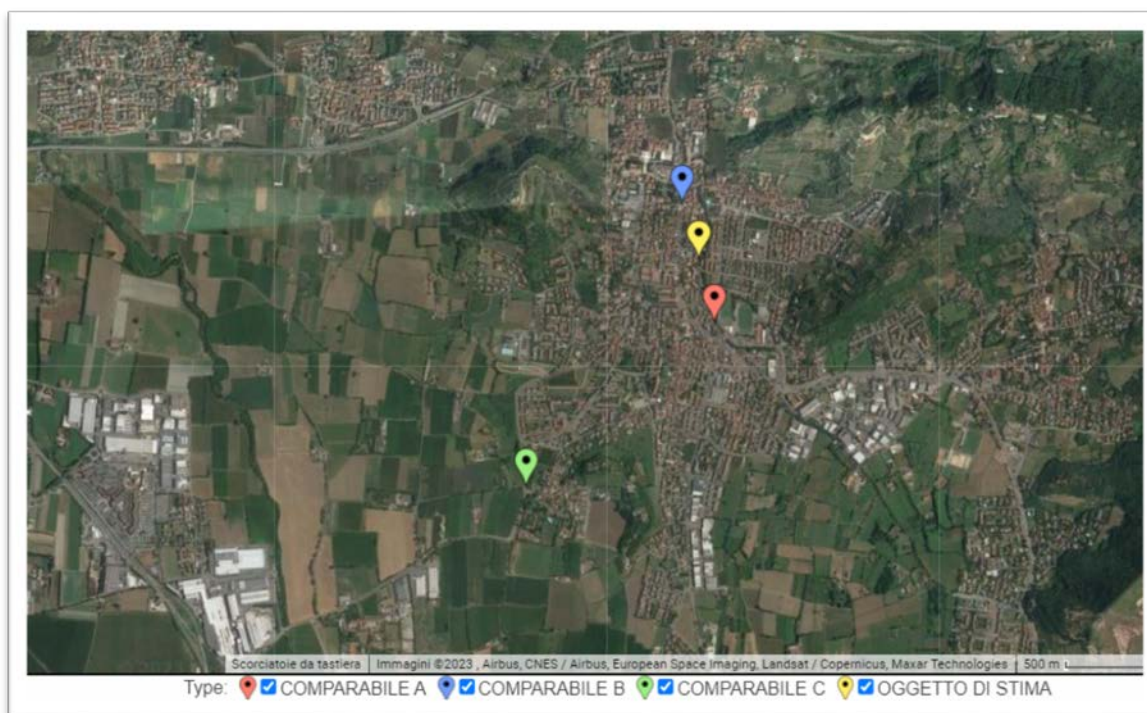 Scorciatoie da tastiera Immagini ©2023 , Airbus, CNES / Airbus, European Space Imaging, Landsat / Copernicus, Maxar Technologies 500 m
Type: COMPARABILE A COMPARABILE B COMPARABILE C OGGETTO DI STIMA